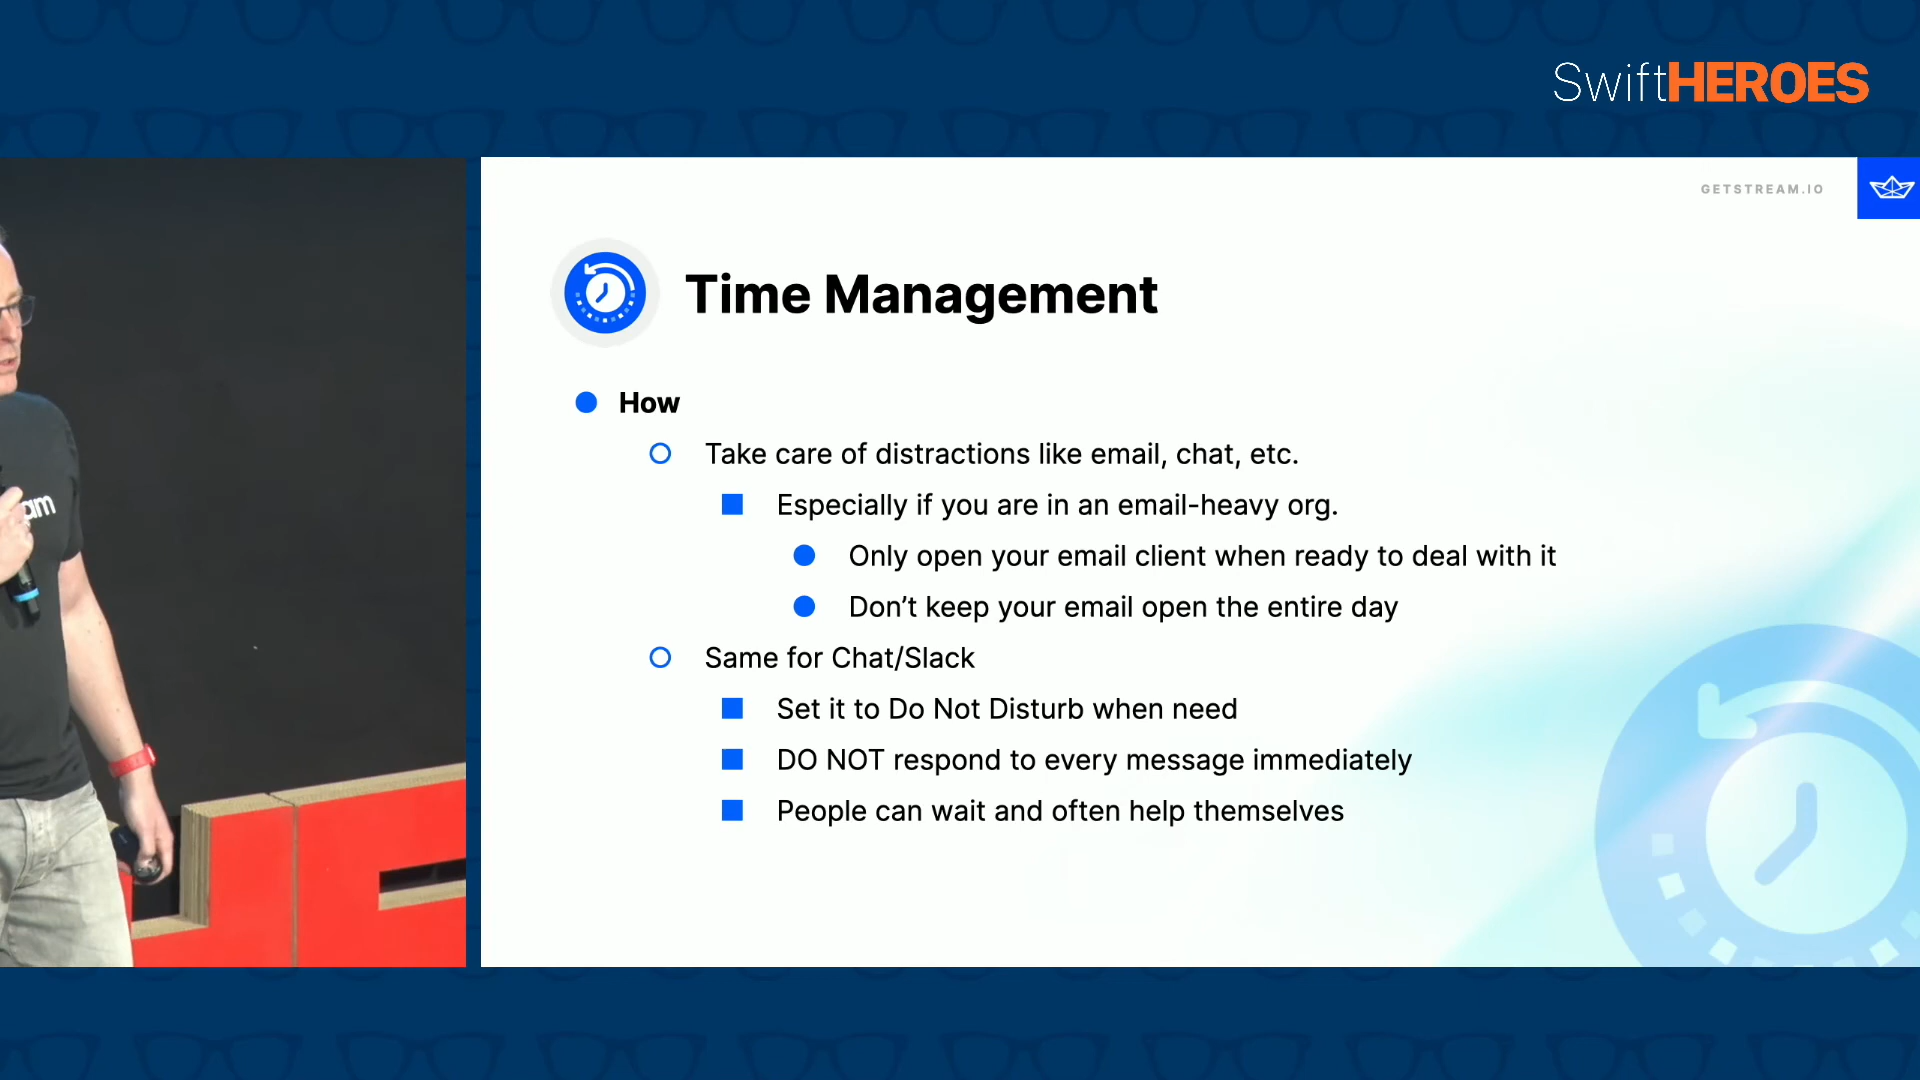 SwiftHEROES
GETSTREAM.IO
Time Management
How
Take care of distractions like email, chat, etc.
Especially if you are in an email-heavy org.
Only open your email client when ready to deal with it
Don’t keep your email open the entire day
Same for Chat/Slack
Set it to Do Not Disturb when need
DO NOT respond to every message immediately
People can wait and often help themselves